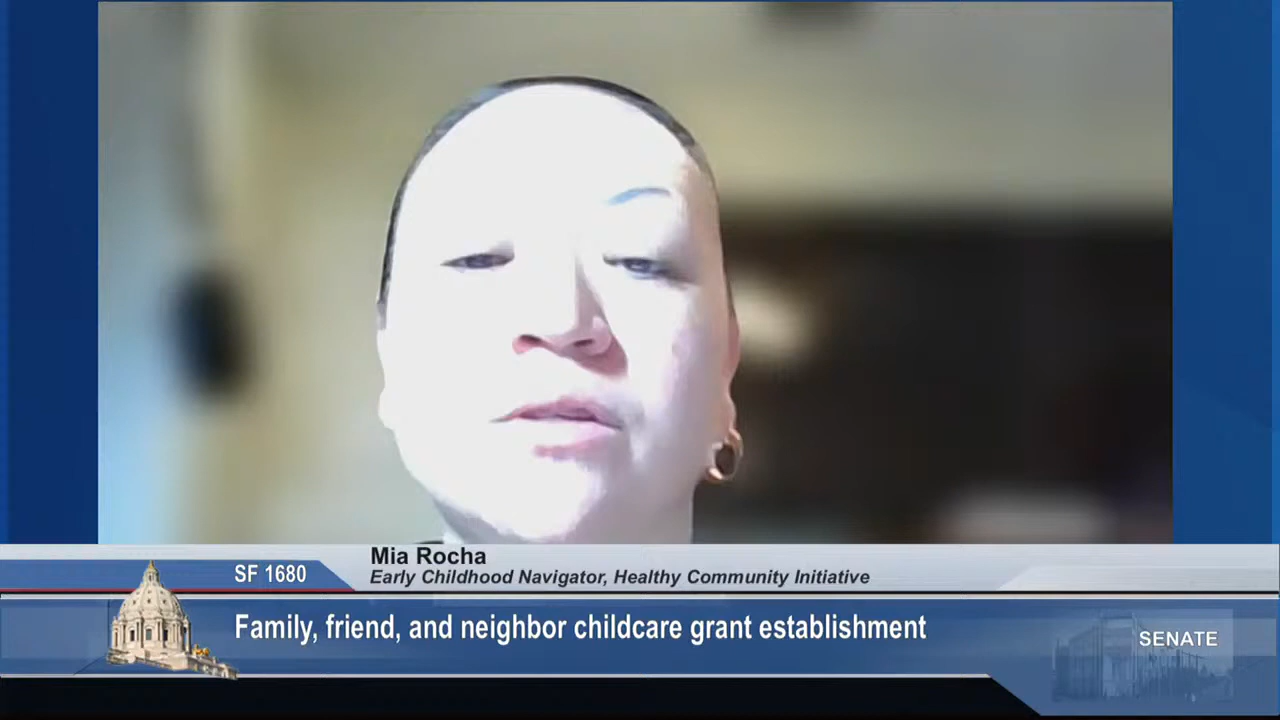 Mia Rocha
Early Childhood Navigator, Healthy Community Initiative
SF 1680
Family, friend, and neighbor childcare grant establishment
SENATE